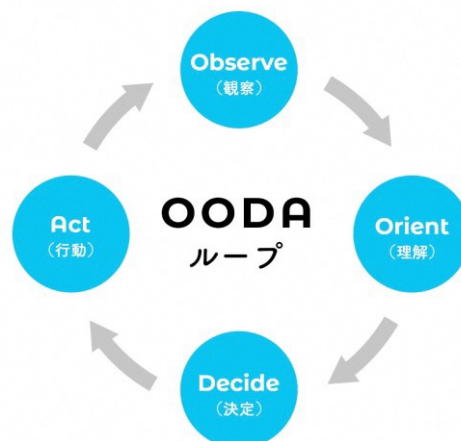 Observe
（観察）
OODA
ループ
Act
（行動）
Orient
（理解）
Decide
（決定）